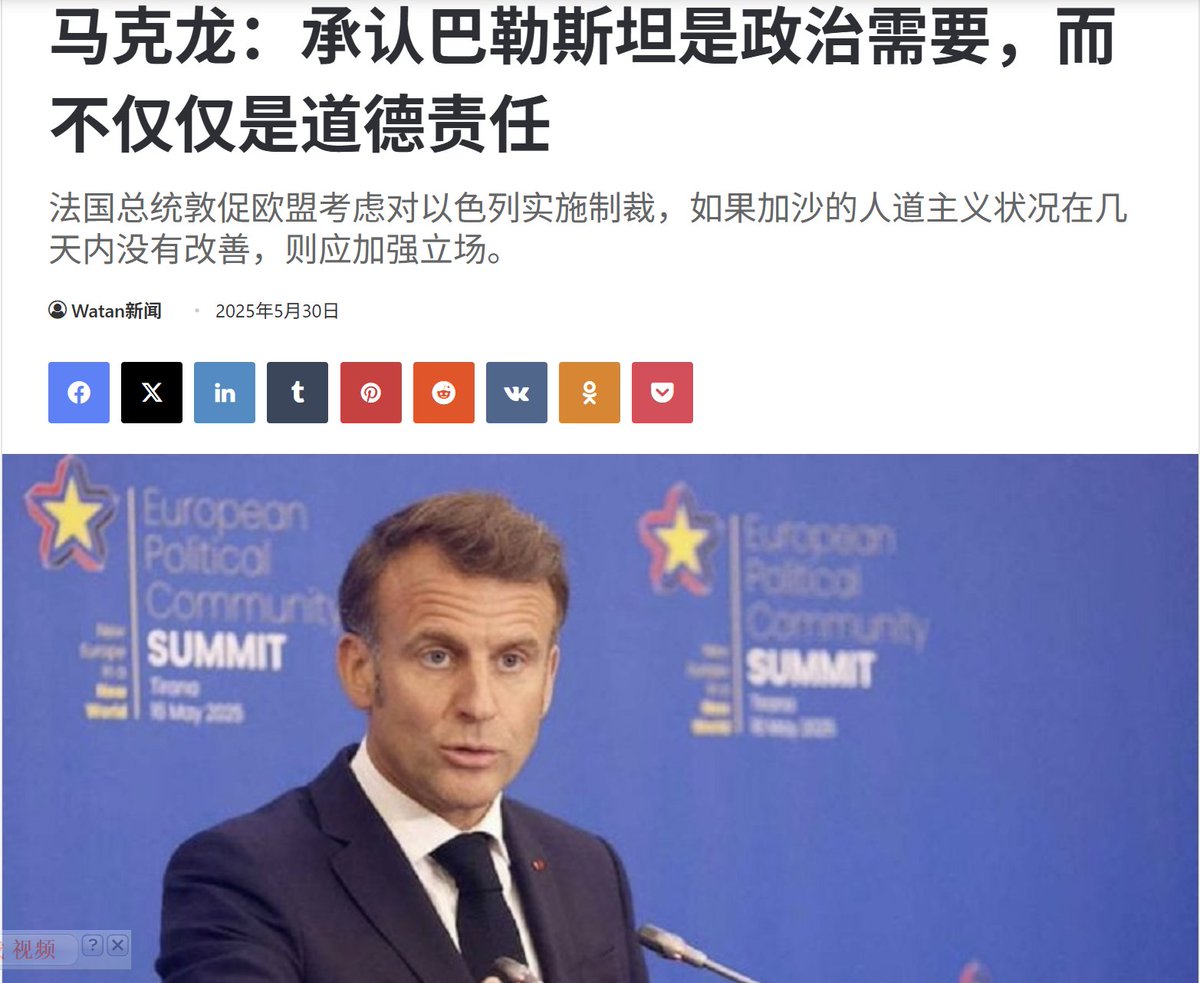 马克龙：承认巴勒斯坦是政治需要，而
不仅仅是道德责任
法国总统敦促欧盟考虑对以色列实施制裁，如果加沙的人道主义状况在几
天内没有改善，则应加强立场。
Watan新闻 • 2025年5月30日
European
Political
Community
SUMMIT
Tirana
16 May 2025
New
Europe
in a
New
World
European
Political
Community
SUMMIT
Tirana
16 May 2025
New
Europe
in a
New
World
视频